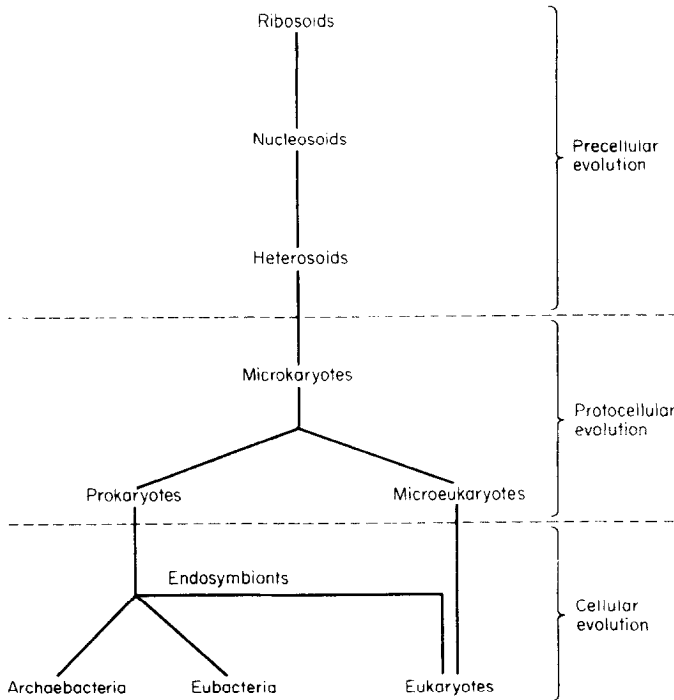 Ribosoids
Nucleosoids
Precellular
evolution
Heterosoids
Microkaryotes
Protocellular
evolution
Prokaryotes
Microeukaryotes
Endosymbionts
Cellular
evolution
Archaebacteria
Eubacteria
Eukaryotes